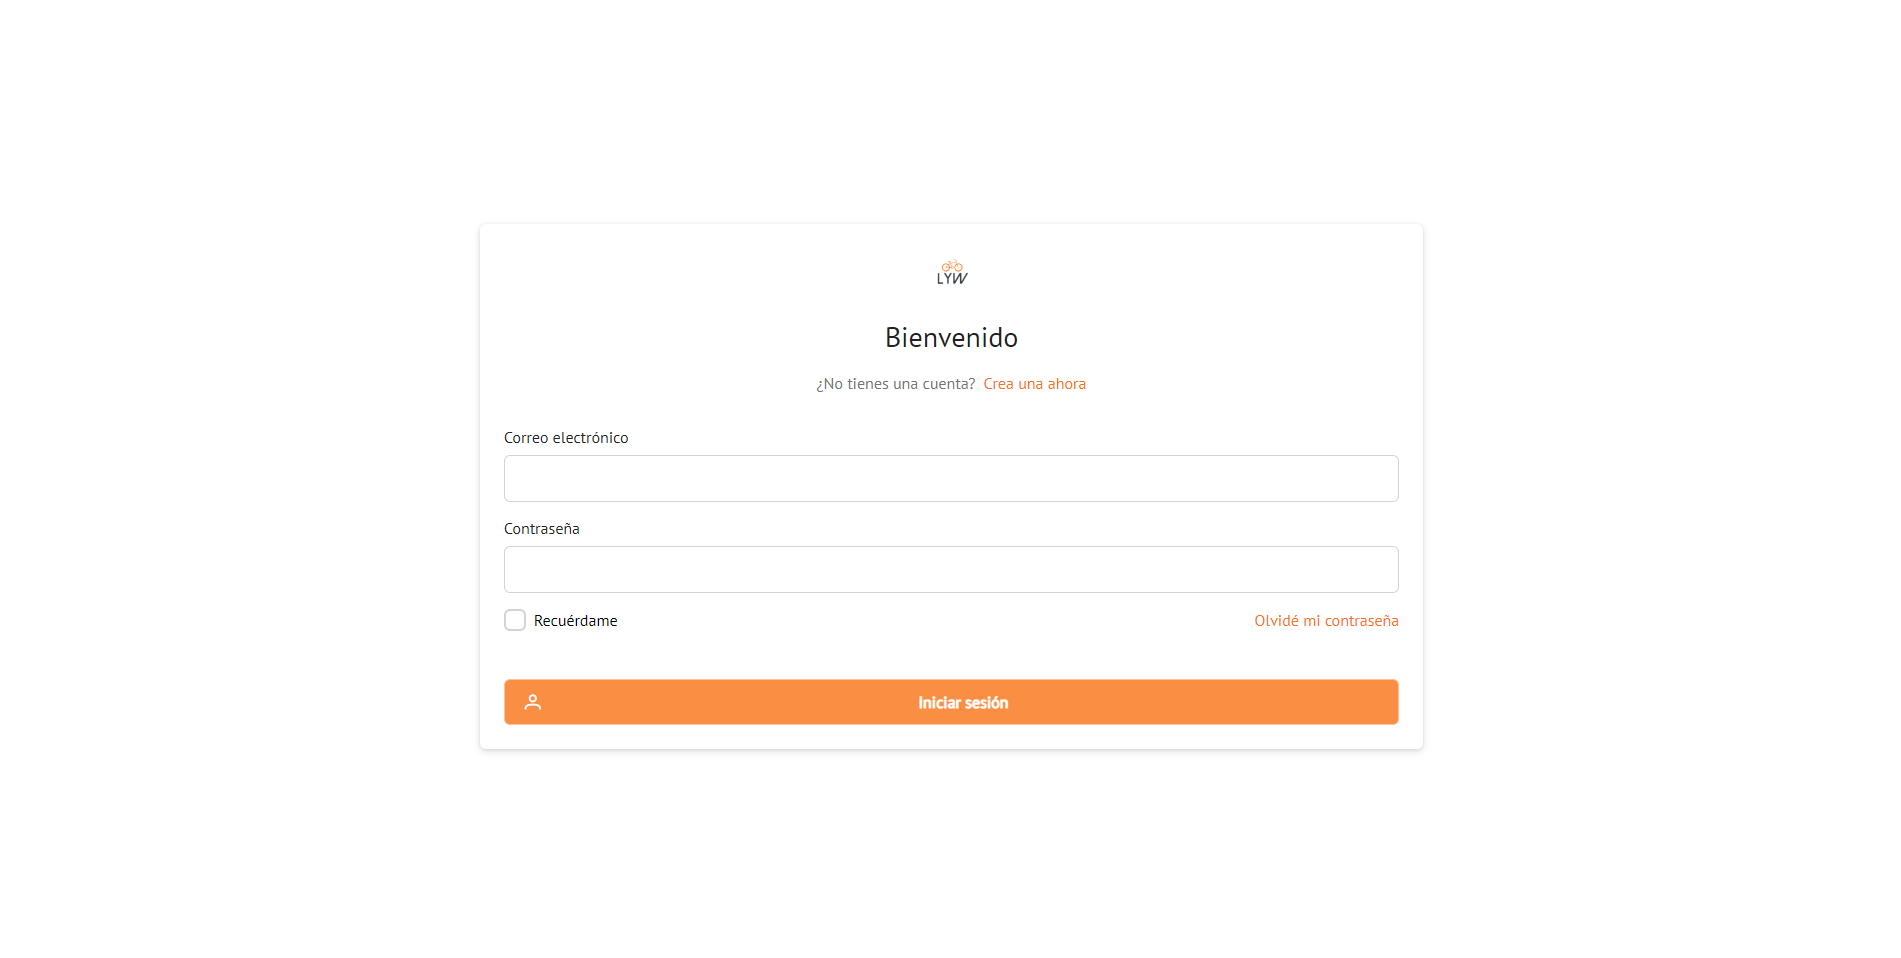 LYW
Bienvenido
¿No tienes una cuenta? Crea una ahora
Correo electrónico
Contraseña
Recuérdame Olvidé mi contraseña
Iniciar sesión